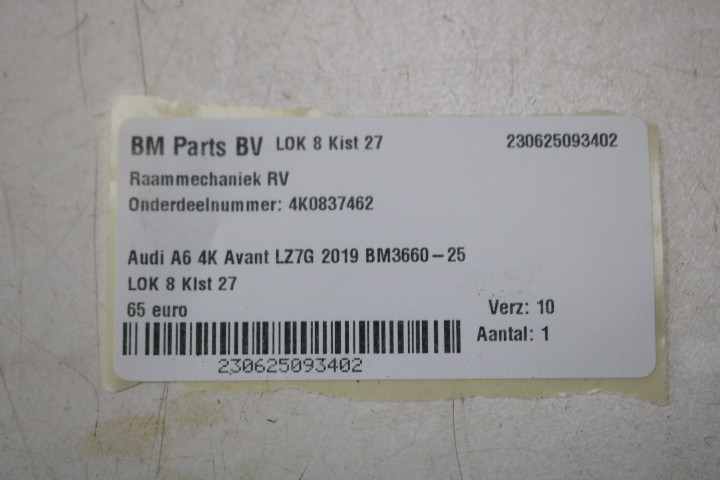 BM Parts BV LOK 8 Kist 27 230625093402
Raammechaniek RV
Onderdeelnummer: 4K0837462
Audi A6 4K Avant LZ7G 2019 BM3660-25
LOK 8 KIst 27
65 euro Verz: 10
Aantal: 1
230625093402